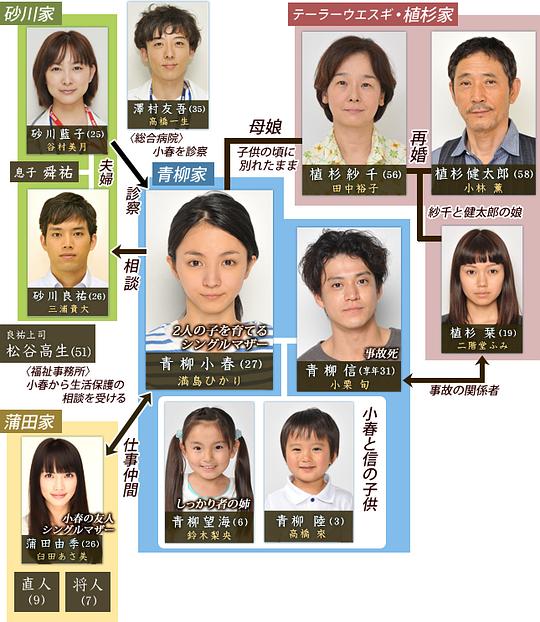 砂川家
砂川藍子(25)
谷村美月
澤村友吾(35)
高橋一生
〈総合病院〉
小春を診察
息子 舜祐
夫婦
診察
砂川良祐(26)
三浦貴大
相談
良祐上司
松谷高生(51)
〈福祉事務所〉
小春から生活保護の
相談を受ける
テーラーウエスギ・植杉家
母娘
子供の頃に
別れたまま
植杉紗千(56)
田中裕子
再婚
植杉健太郎(58)
小林 薫
紗千と健太郎の娘
植杉 栞(19)
二階堂ふみ
事故の関係者
青柳家
2人の子を育てる
シングルマザー
青柳小春(27)
満島ひかり
事故死
青柳 信(享年31)
小栗 旬
しっかり者の姉
青柳望海(6)
鈴木梨央
青柳 陸(3)
高橋 來
小春と信の子供
仕事仲間
蒲田家
小春の友人
シングルマザー
蒲田由季(26)
臼田あさ美
直人
(9)
将人
(7)